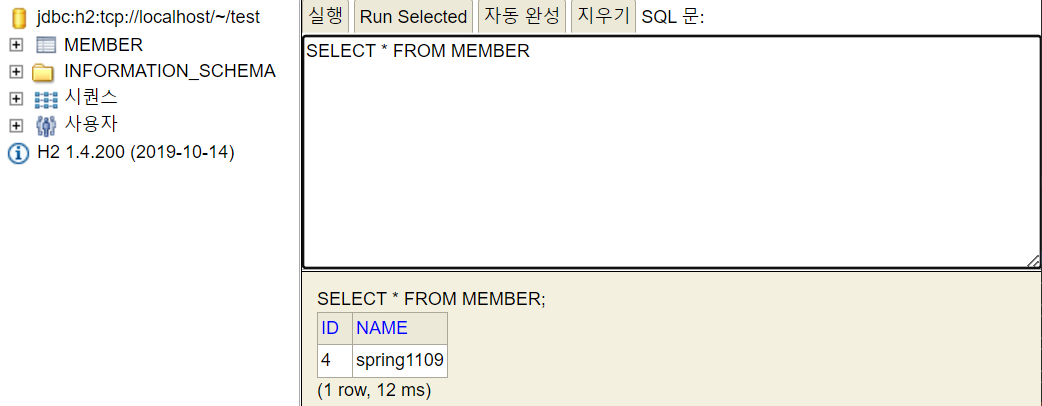 jdbc:h2:tcp://localhost/~/test
MEMBER
INFORMATION_SCHEMA
시퀀스
사용자
H2 1.4.200 (2019-10-14)
실행 Run Selected 자동 완성 지우기 SQL 문:
SELECT * FROM MEMBER
SELECT * FROM MEMBER;
ID NAME
4 spring1109
(1 row, 12 ms)